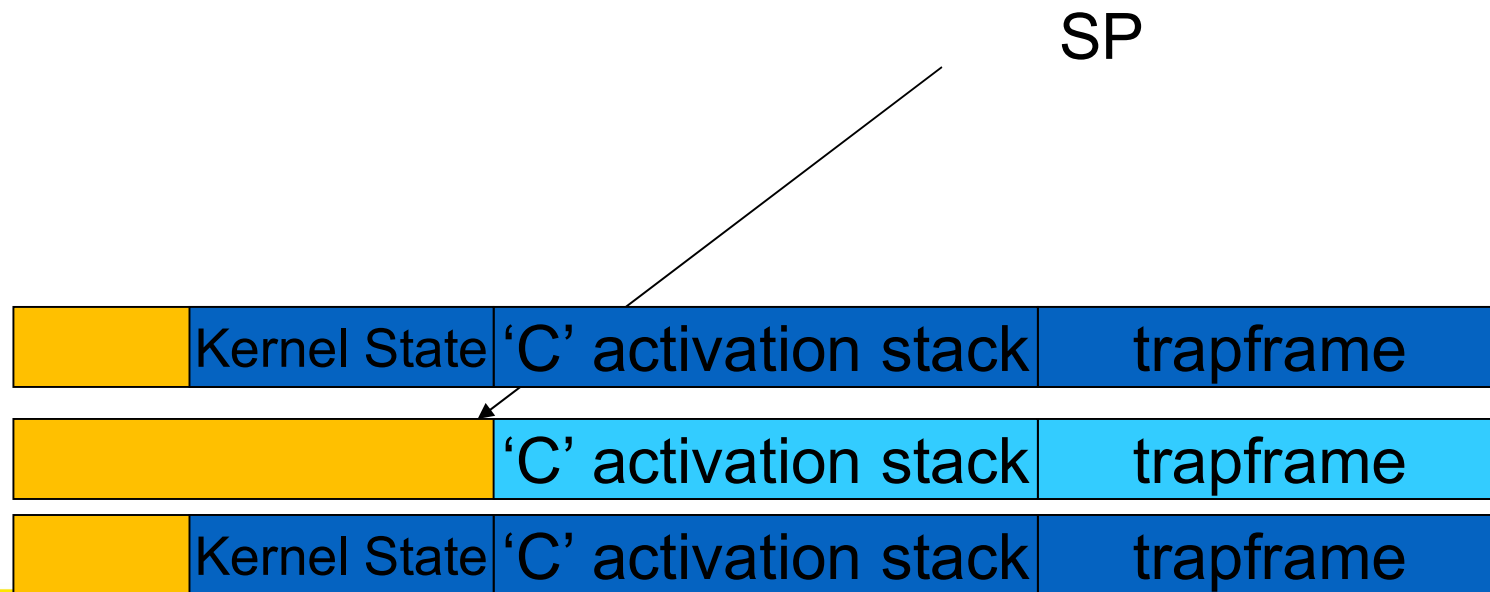 SP
Kernel State ‘C’ activation stack trapframe
‘C’ activation stack trapframe
Kernel State ‘C’ activation stack trapframe